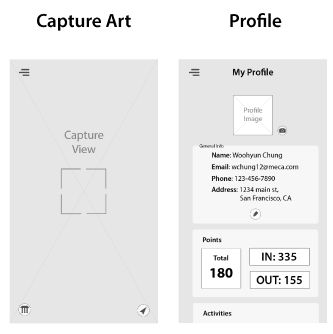 Capture Art
Capture
View
Profile
My Profile
Profile
Image
General Info
Name: Woohyun Chung
Email: wchung12@meca.com
Phone: 123-456-7890
Address: 1234 main st,
San Francisco, CA
Points
Total
180
IN: 335
OUT: 155
Activities